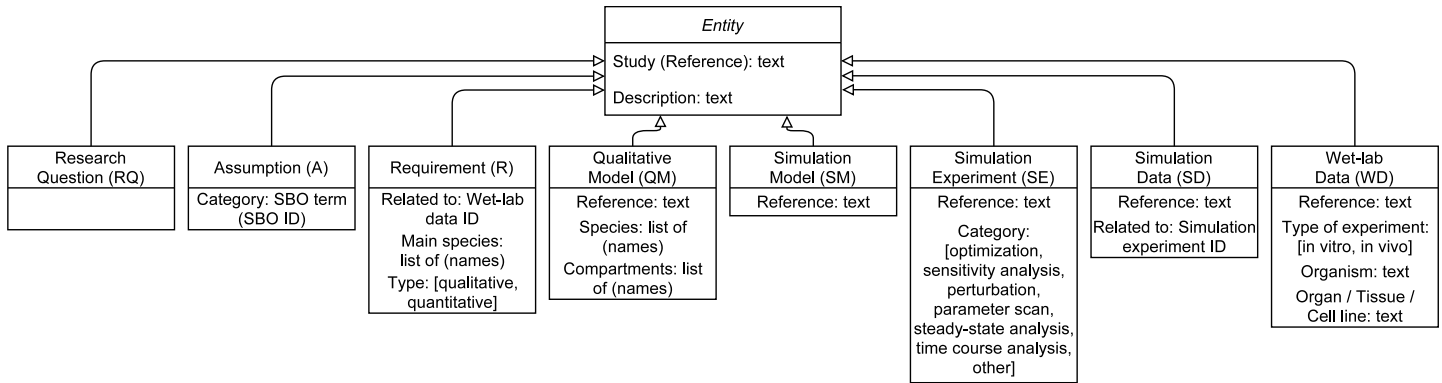 Entity
Study (Reference): text
Description: text
Research
Question (RQ)
Assumption (A)
Category: SBO term
(SBO ID)
Requirement (R)
Related to: Wet-lab
data ID
Main species:
list of (names)
Type: [qualitative,
quantitative]
Qualitative
Model (QM)
Reference: text
Species: list of
(names)
Compartments: list
of (names)
Simulation
Model (SM)
Reference: text
Simulation
Experiment (SE)
Reference: text
Category:
[optimization,
sensitivity analysis,
perturbation,
parameter scan,
steady-state analysis,
time course analysis,
other]
Simulation
Data (SD)
Reference: text
Related to: Simulation
experiment ID
Wet-lab
Data (WD)
Reference: text
Type of experiment:
[in vitro, in vivo]
Organism: text
Organ / Tissue /
Cell line: text